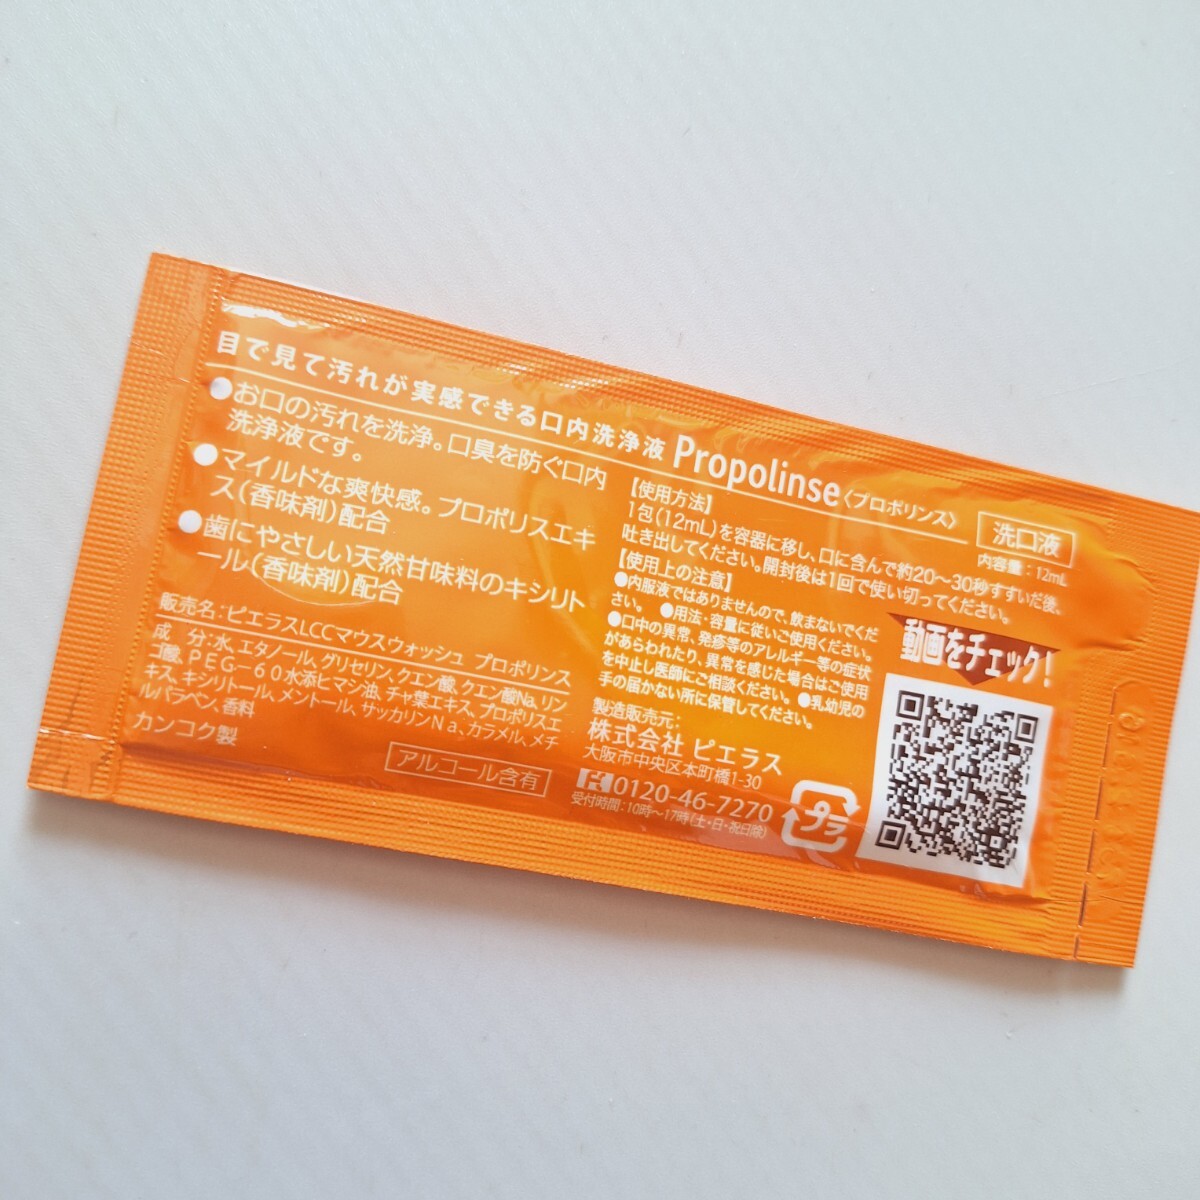 目で見て汚れが実感できる口内洗浄液 Propolinse〈プロポリンス〉
洗口液
内容量：12mL
●お口の汚れを洗浄。口臭を防ぐ口内
洗浄液です。
●マイルドな爽快感。プロポリスエキ
ス(香味剤)配合
●歯にやさしい天然甘味料のキシリト
ール(香味剤)配合
販売名：ピエラスLCCマウスウォッシュ プロポリンス
成 分：水、エタノール、グリセリン、クエン酸、クエン酸Na、リン
ゴ酸、PEG-60水添ヒマシ油、チャ葉エキス、プロポリスエ
キス、キシリトール、メントール、サッカリンNa、カラメル、メチ
ルパラベン、香料
カンコク製
アルコール含有
【使用方法】
1包(12mL)を容器に移し、口に含んで約20〜30秒すすいだ後、
吐き出してください。開封後は1回で使い切ってください。
【使用上の注意】
●内服液ではありませんので、飲まないでくだ
さい。 ●用法・容量に従いご使用ください。
●口中の異常、発疹等のアレルギー等の症状
があらわれたり、異常を感じた場合はご使用
を中止し医師にご相談ください。●乳幼児の
手の届かない所に保管してください。
製造販売元：
株式会社 ピエラス
大阪市中央区本町橋1-30
0120-46-7270
受付時間：10時〜17時(土・日・祝日除)
プラ
動画をチェック！